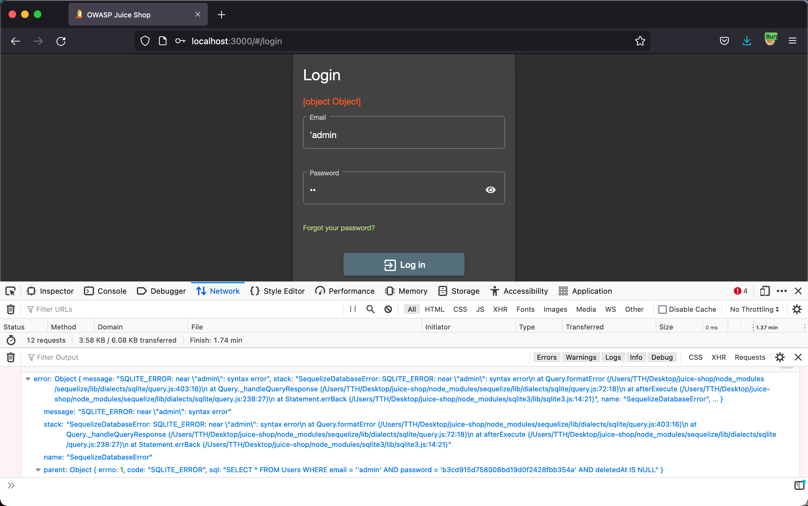 OWASP Juice Shop
localhost:3000/#/login
Login
[object Object]
Email
'admin
Password
••
Forgot your password?
Log in
Inspector Console Debugger Network Style Editor Performance Memory Storage Accessibility Application 4
Filter URLs All HTML CSS JS XHR Fonts Images Media WS Other Disable Cache No Throttling
Status Method Domain File Initiator Type Transferred Size 0 ms 1.37 min
12 requests 3.58 KB / 6.08 KB transferred Finish: 1.74 min
Filter Output Errors Warnings Logs Info Debug CSS XHR Requests
error: Object { message: "SQLITE_ERROR: near \"admin\": syntax error", stack: "SequelizeDatabaseError: SQLITE_ERROR: near \"admin\": syntax error\n at Query.formatError (/Users/TTH/Desktop/juice-shop/node_modules
/sequelize/lib/dialects/sqlite/query.js:403:16)\n at Query._handleQueryResponse (/Users/TTH/Desktop/juice-shop/node_modules/sequelize/lib/dialects/sqlite/query.js:72:18)\n at afterExecute (/Users/TTH/Desktop/juice-shop/node_modules
/sequelize/lib/dialects/sqlite/query.js:238:27)\n at Statement.errBack (/Users/TTH/Desktop/juice-shop/node_modules/sqlite3/lib/sqlite3.js:14:21)", name: "SequelizeDatabaseError", … }
message: "SQLITE_ERROR: near \"admin\": syntax error"
stack: "SequelizeDatabaseError: SQLITE_ERROR: near \"admin\": syntax error\n at Query.formatError (/Users/TTH/Desktop/juice-shop/node_modules/sequelize/lib/dialects/sqlite/query.js:403:16)\n at
Query._handleQueryResponse (/Users/TTH/Desktop/juice-shop/node_modules/sequelize/lib/dialects/sqlite/query.js:72:18)\n at afterExecute (/Users/TTH/Desktop/juice-shop/node_modules/sequelize/lib/dialects/sqlite
/query.js:238:27)\n at Statement.errBack (/Users/TTH/Desktop/juice-shop/node_modules/sqlite3/lib/sqlite3.js:14:21)"
name: "SequelizeDatabaseError"
parent: Object { errno: 1, code: "SQLITE_ERROR", sql: "SELECT * FROM Users WHERE email = ''admin' AND password = 'b3cd915d758008bd19d0f2428fbb354a' AND deletedAt IS NULL" }